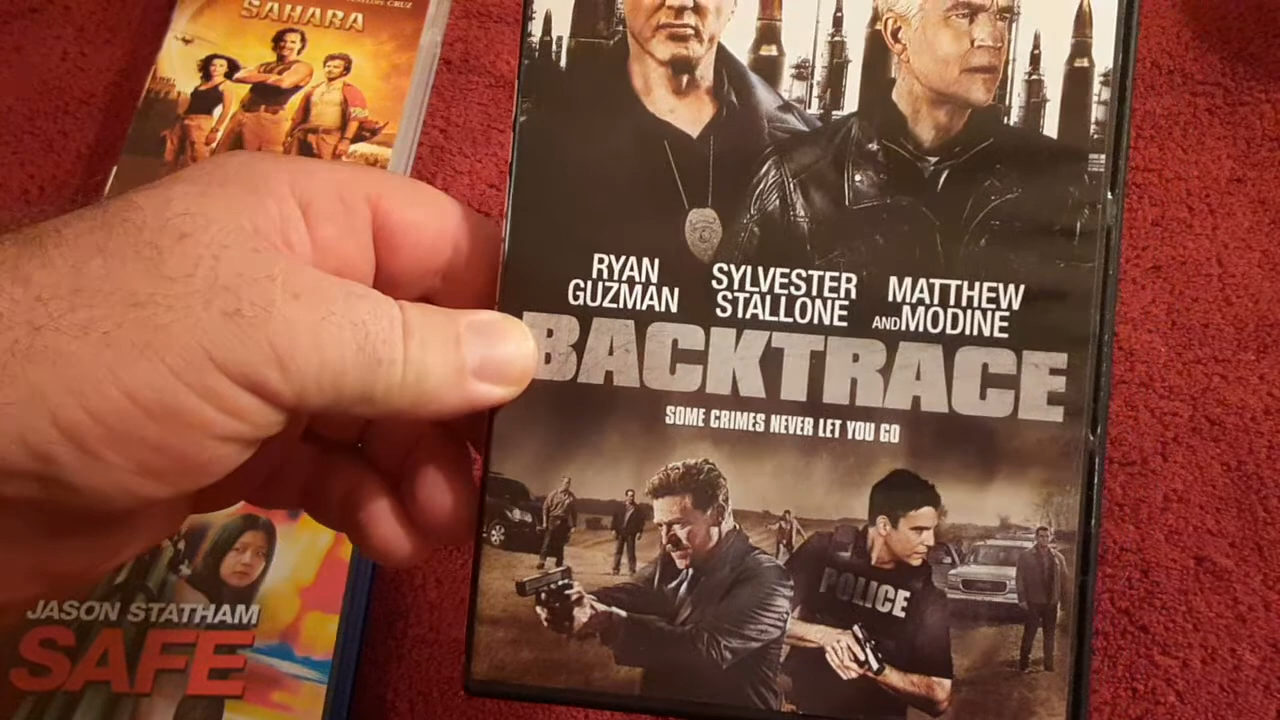 CRUZ
SAHARA
RYAN
GUZMAN
SYLVESTER
STALLONE
MATTHEW
AND MODINE
BACKTRACE
SOME CRIMES NEVER LET YOU GO
POLICE
JASON STATHAM
SAFE